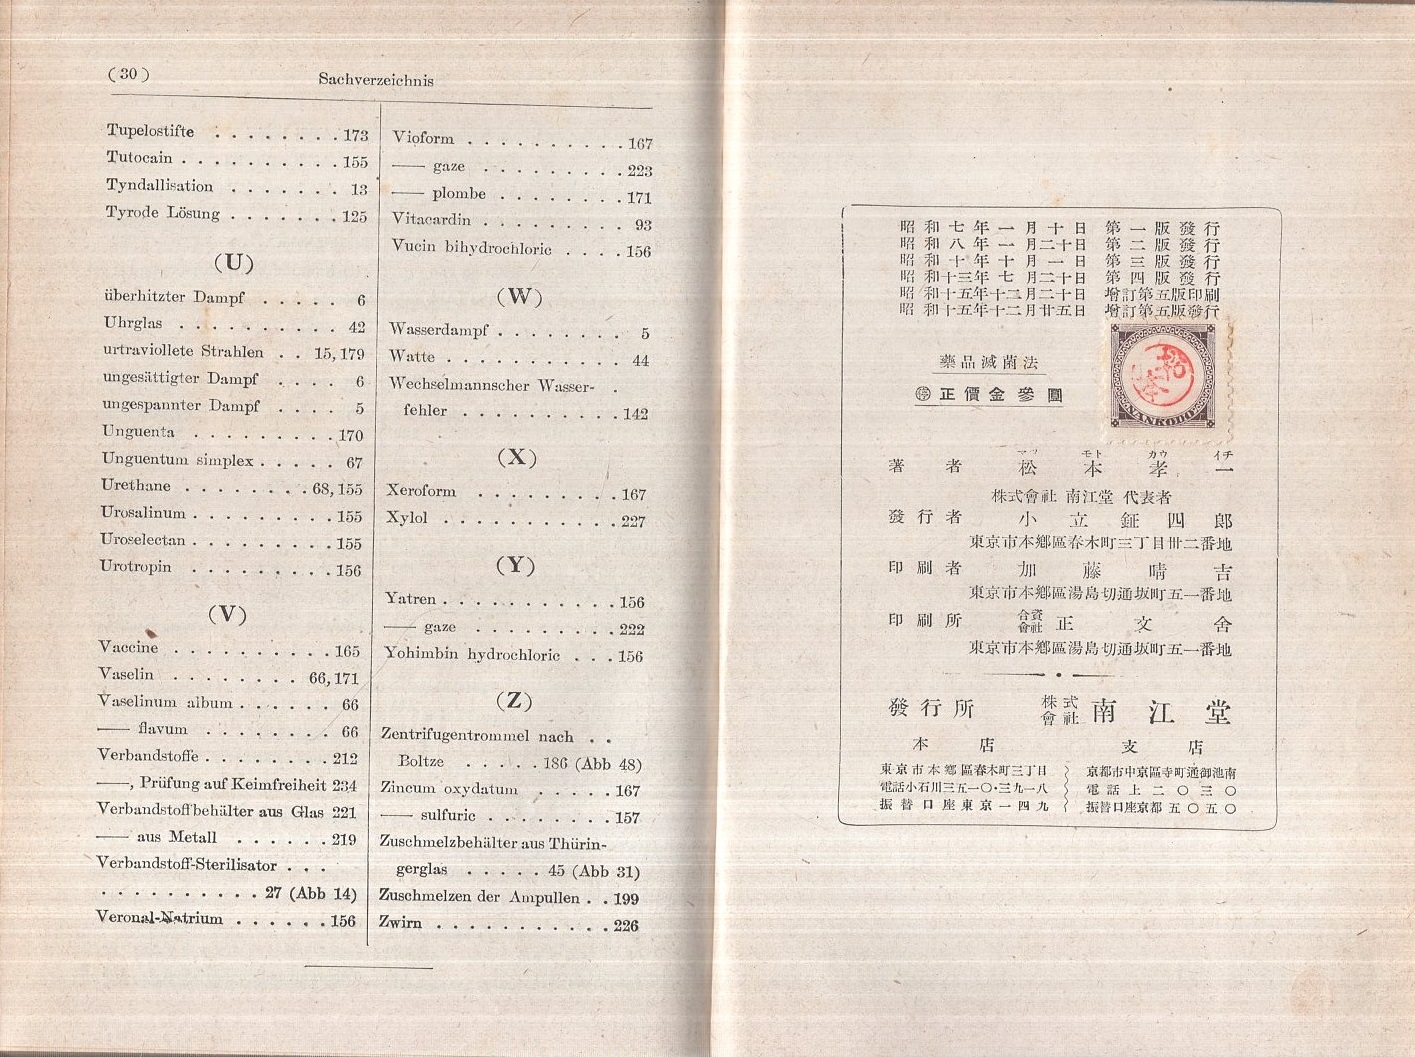 (30)
Sachverzeichnis
Tupelostifte . . . . . . . . 173
Tutocain . . . . . . . . . . 155
Tyndallisation . . . . . . . 13
Tyrode Lösung . . . . . . . 125
(U)
überhitzter Dampf . . . . . 6
Uhrglas . . . . . . . . . . 42
urtraviollete Strahlen . . 15,179
ungesättigter Dampf . . . . 6
ungespannter Dampf . . . . 5
Unguenta . . . . . . . . . 170
Unguentum simplex . . . . . 67
Urethane . . . . . . . . 68,155
Urosalinum . . . . . . . . . 155
Uroselectan . . . . . . . . . 155
Urotropin . . . . . . . . . 156
(V)
Vaccine . . . . . . . . . . 165
Vaselin . . . . . . . . 66,171
Vaselinum album . . . . . . 66
—— flavum . . . . . . . . 66
Verbandstoffe . . . . . . . . 212
——, Prüfung auf Keimfreiheit 234
Verbandstoffbehälter aus Glas 221
—— aus Metall . . . . . . 219
Verbandstoff-Sterilisator . . .
. . . . . . . . . . 27 (Abb 14)
Veronal-Natrium . . . . . . 156
Vioform . . . . . . . . . . 167
—— gaze . . . . . . . . . 223
—— plombe . . . . . . . . 171
Vitacardin . . . . . . . . . 93
Vucin bihydrochloric . . . . 156
(W)
Wasserdampf . . . . . . . . 5
Watte . . . . . . . . . . . 44
Wechselmannscher Wasser- .
fehler . . . . . . . . . . 142
(X)
Xeroform . . . . . . . . . 167
Xylol . . . . . . . . . . . 227
(Y)
Yatren . . . . . . . . . . . 156
—— gaze . . . . . . . . . 222
Yohimbin hydrochloric . . . 156
(Z)
Zentrifugentrommel nach . .
Boltze . . . . . 186 (Abb 48)
Zincum oxydatum . . . . . 167
—— sulfuric . . . . . . . . 157
Zuschmelzbehälter aus Thürin-
gerglas . . . . . 45 (Abb 31)
Zuschmelzen der Ampullen . . 199
Zwirn . . . . . . . . . . . 226
昭和七年一月十日 第一版發行
昭和八年一月二十日 第二版發行
昭和十年十月一日 第三版發行
昭和十三年七月二十日 第四版發行
昭和十五年十二月二十日 增訂第五版印刷
昭和十五年十二月廿五日 增訂第五版發行
藥品滅菌法
㊕正價金參圓
NANKODO
マツ モト カウ イチ
著者 松本孝一
株式會社 南江堂 代表者
發行者 小立鉦四郎
東京市本鄕區春木町三丁目卅二番地
印刷者 加藤晴吉
東京市本鄕區湯島切通坂町五一番地
印刷所 合資會社 正文舍
東京市本鄕區湯島切通坂町五一番地
發行所 株式會社 南江堂
本店
東京市本鄕區春木町三丁目
電話小石川三五一〇・三九一八
振替口座東京一四九
支店
京都市中京區寺町通御池南
電話上二〇三〇
振替口座京都五〇五〇